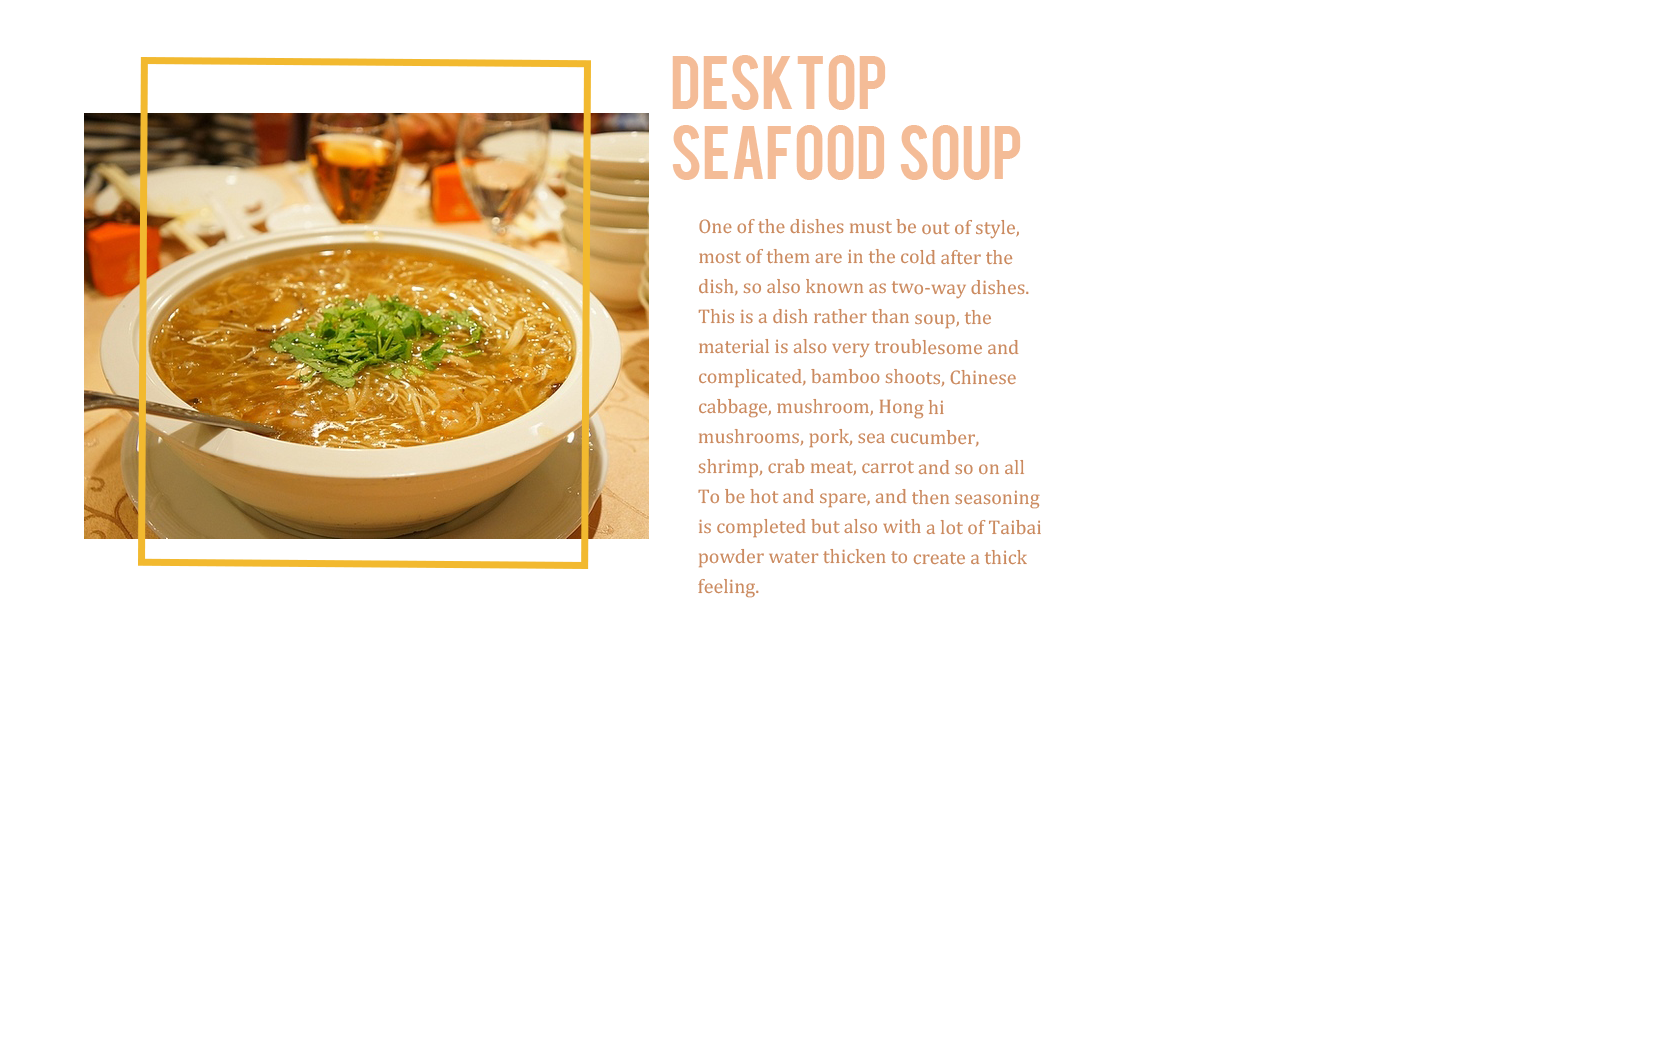 DESKTOP
SEAFOOD SOUP
One of the dishes must be out of style,
most of them are in the cold after the
dish, so also known as two-way dishes.
This is a dish rather than soup, the
material is also very troublesome and
complicated, bamboo shoots, Chinese
cabbage, mushroom, Hong hi
mushrooms, pork, sea cucumber,
shrimp, crab meat, carrot and so on all
To be hot and spare, and then seasoning
is completed but also with a lot of Taibai
powder water thicken to create a thick
feeling.